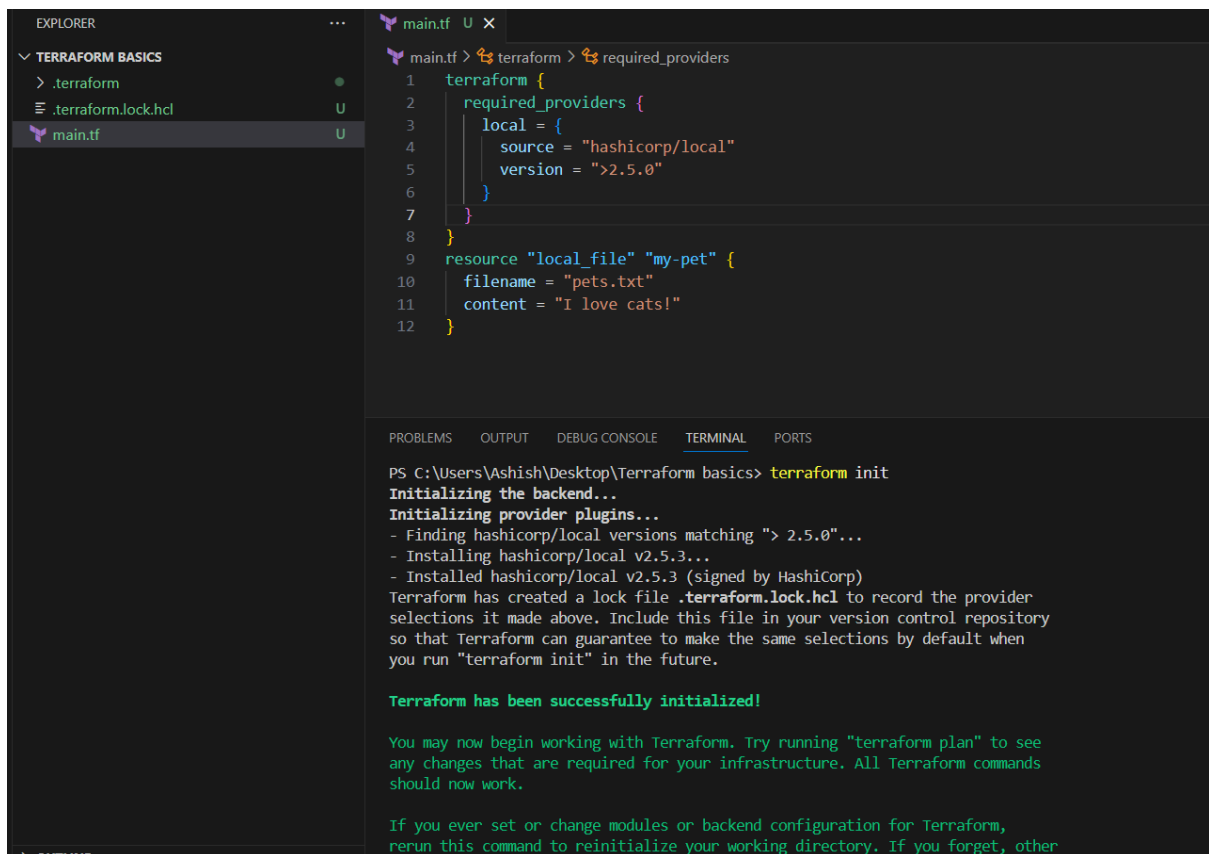 EXPLORER
...
TERRAFORM BASICS
.terraform
.terraform.lock.hcl U
main.tf U
main.tf U
main.tf > terraform > required_providers
1 terraform {
2 required_providers {
3 local = {
4 source = "hashicorp/local"
5 version = ">2.5.0"
6 }
7 }
8 }
9 resource "local_file" "my-pet" {
10 filename = "pets.txt"
11 content = "I love cats!"
12 }
PROBLEMS OUTPUT DEBUG CONSOLE TERMINAL PORTS
PS C:\Users\Ashish\Desktop\Terraform basics> terraform init
Initializing the backend...
Initializing provider plugins...
- Finding hashicorp/local versions matching "> 2.5.0"...
- Installing hashicorp/local v2.5.3...
- Installed hashicorp/local v2.5.3 (signed by HashiCorp)
Terraform has created a lock file .terraform.lock.hcl to record the provider
selections it made above. Include this file in your version control repository
so that Terraform can guarantee to make the same selections by default when
you run "terraform init" in the future.
Terraform has been successfully initialized!
You may now begin working with Terraform. Try running "terraform plan" to see
any changes that are required for your infrastructure. All Terraform commands
should now work.
If you ever set or change modules or backend configuration for Terraform,
rerun this command to reinitialize your working directory. If you forget, other